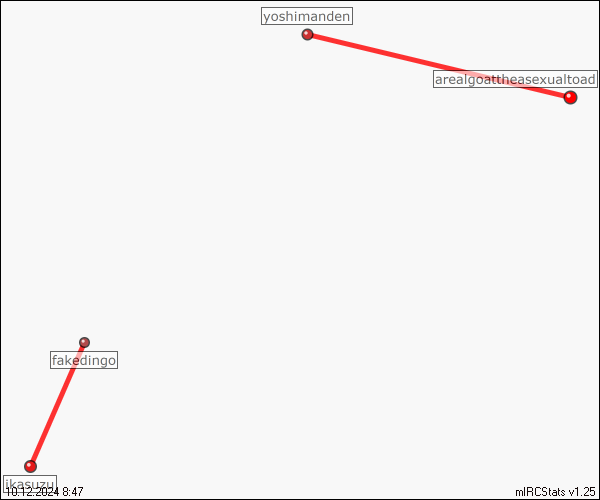 yoshimanden
arealgoattheasexualtoad
fakedingo
ikasuzu
10.12.2024 8:47
mIRCStats v1.25